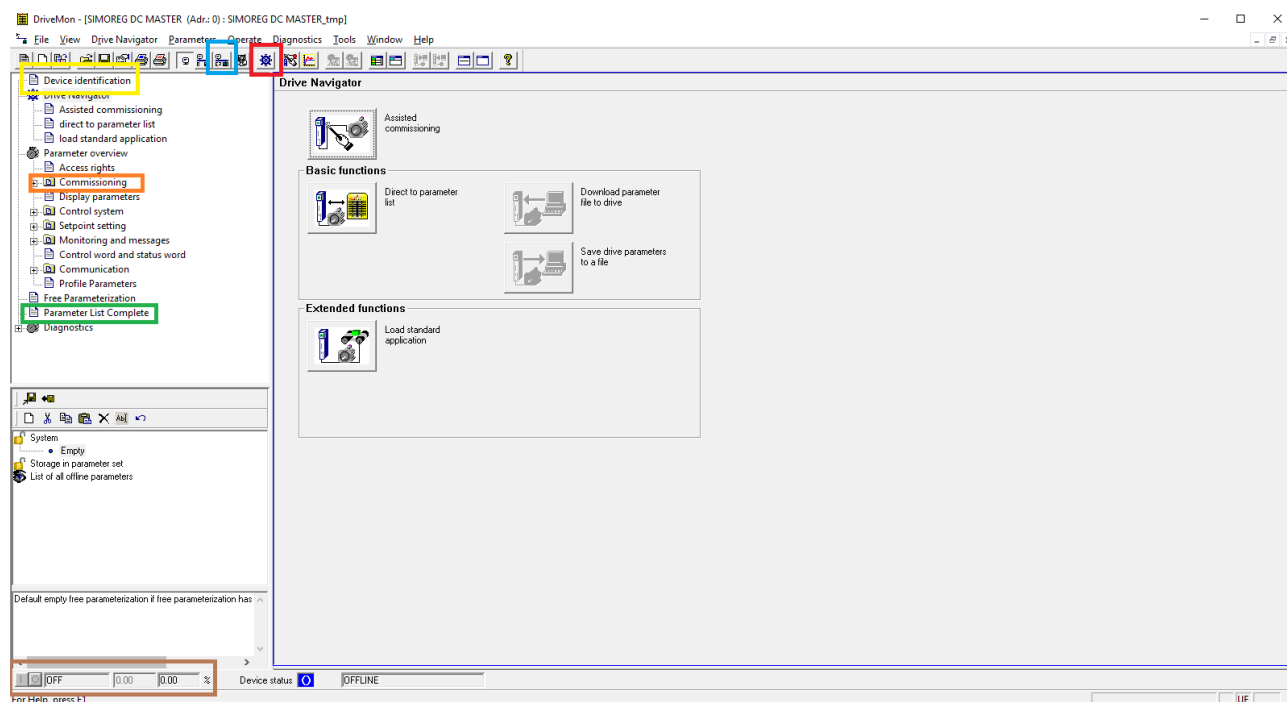 DriveMon - [SIMOREG DC MASTER (Adr.: 0) : SIMOREG DC MASTER_tmp]
File View Drive Navigator Parameters Operate Diagnostics Tools Window Help
Device identification
Drive Navigator
Assisted commissioning
direct to parameter list
load standard application
Parameter overview
Access rights
Commissioning
Display parameters
Control system
Setpoint setting
Monitoring and messages
Control word and status word
Communication
Profile Parameters
Free Parameterization
Parameter List Complete
Diagnostics
System
Empty
Storage in parameter set
List of all offline parameters
Default empty free parameterization if free parameterization has
Drive Navigator
Assisted
commissioning
Basic functions
Direct to parameter
list
Download parameter
file to drive
Save drive parameters
to a file
Extended functions
Load standard
application
OFF 0.00 0.00 % Device status OFFLINE
For Help, press F1
UF